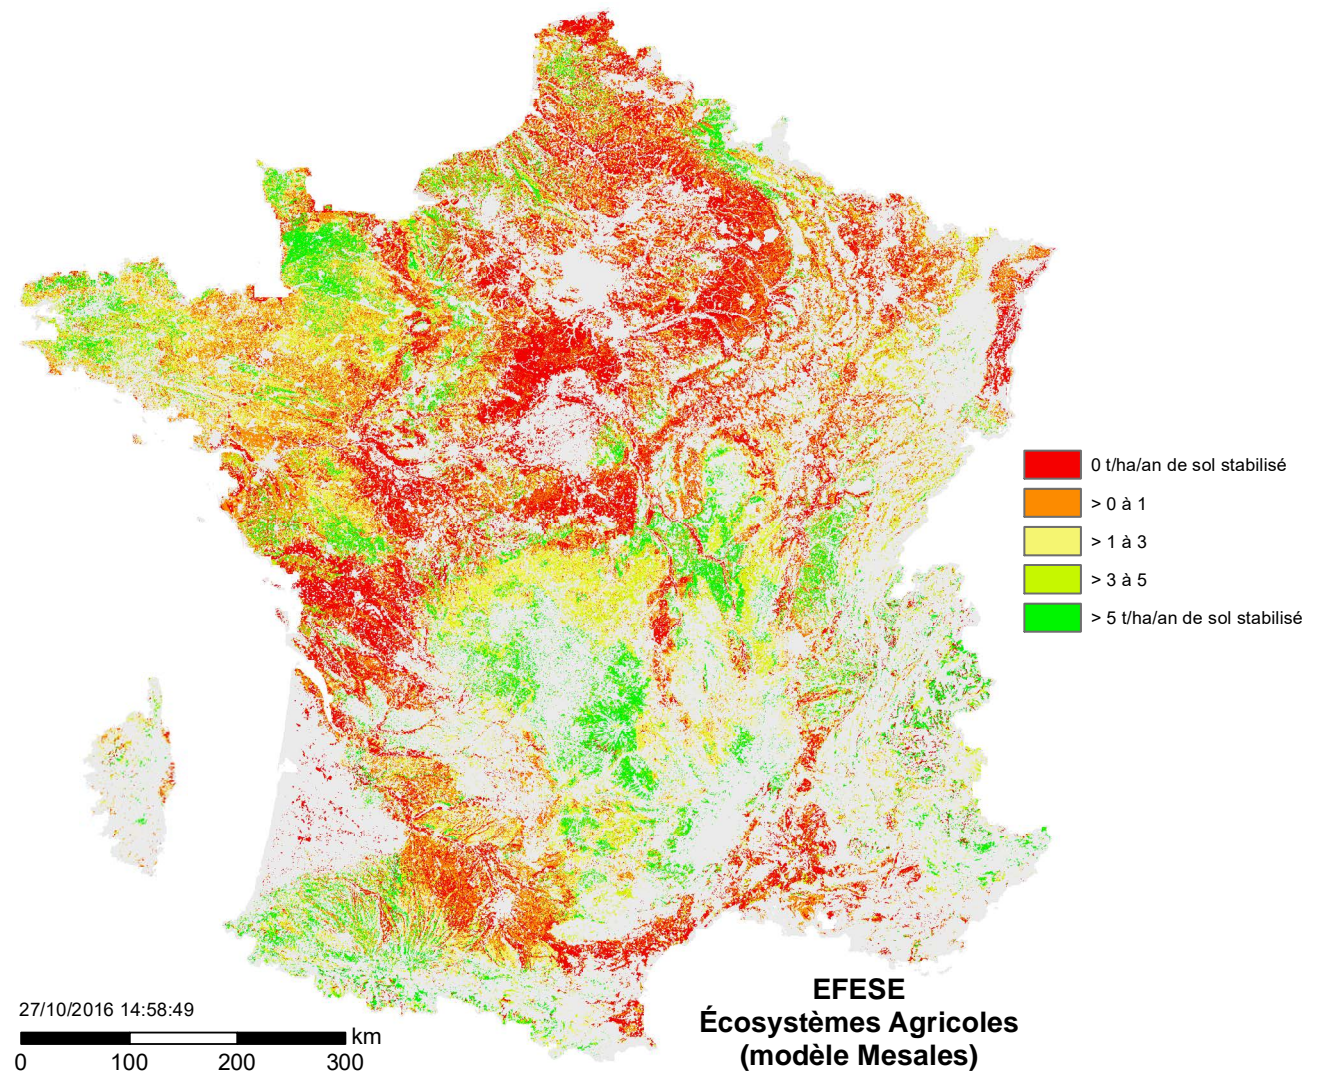 0 t/ha/an de sol stabilisé
> 0 à 1
> 1 à 3
> 3 à 5
> 5 t/ha/an de sol stabilisé
27/10/2016 14:58:49
km
0 100 200 300
EFESE
Écosystèmes Agricoles
(modèle Mesales)